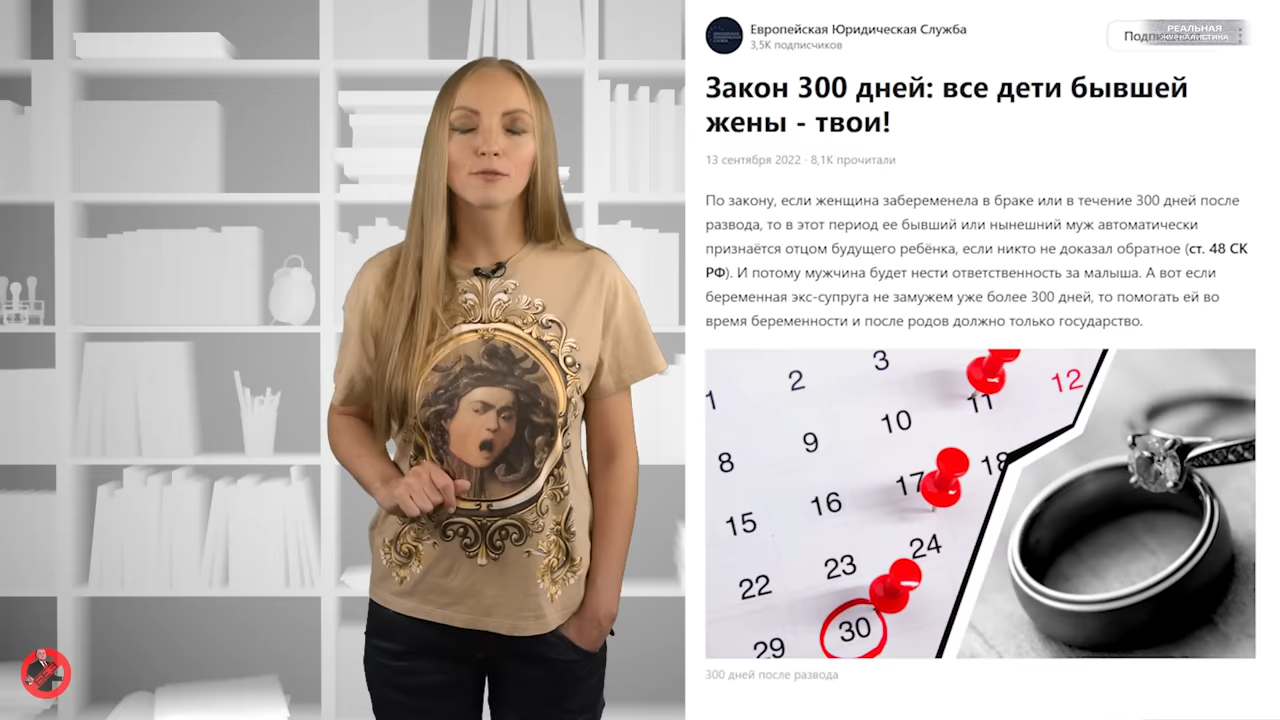 Европейская Юридическая Служба
3,5K подписчиков
РЕАЛЬНАЯ
ЖУРНАЛИСТИКА
Закон 300 дней: все дети бывшей
жены - твои!
13 сентября 2022 · 8,1K прочитали
По закону, если женщина забеременела в браке или в течение 300 дней после
развода, то в этот период ее бывший или нынешний муж автоматически
признаётся отцом будущего ребёнка, если никто не доказал обратное (ст. 48 СК
РФ). И потому мужчина будет нести ответственность за малыша. А вот если
беременная экс-супруга не замужем уже более 300 дней, то помогать ей во
время беременности и после родов должно только государство.
1 2 3
8 9 10 11 12
15 16 17 18
22 23 24
29 30
300 дней после развода